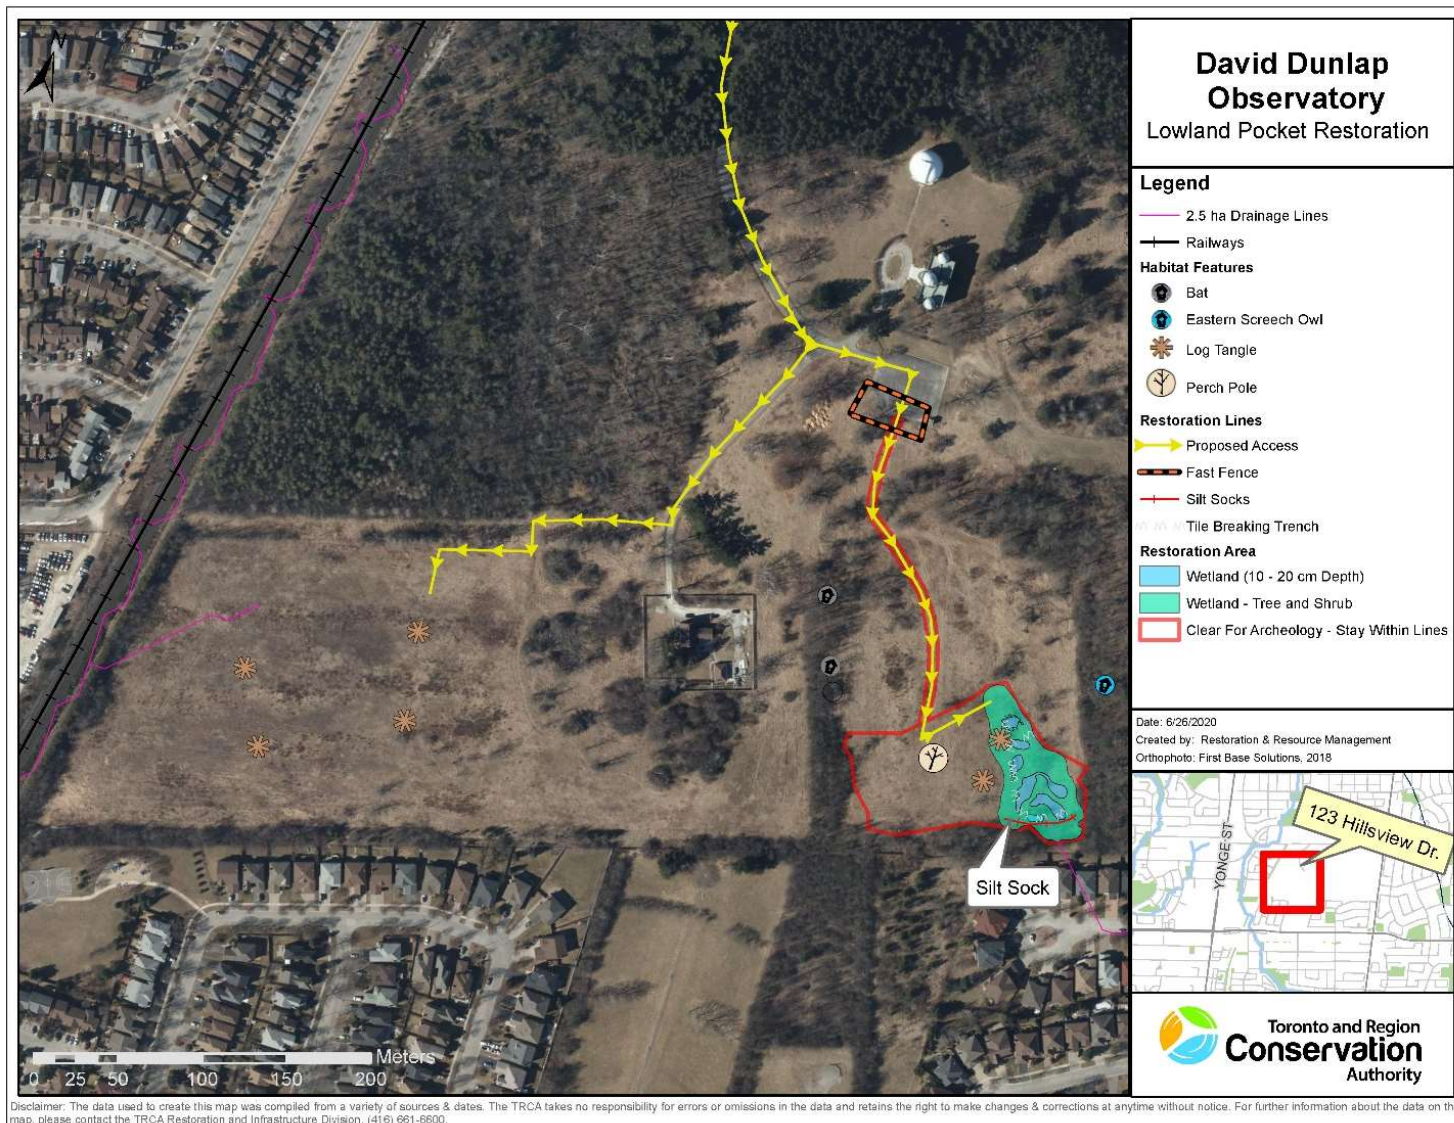 N
David Dunlap
Observatory
Lowland Pocket Restoration
Legend
2.5 ha Drainage Lines
Railways
Habitat Features
Bat
Eastern Screech Owl
Log Tangle
Perch Pole
Restoration Lines
Proposed Access
Fast Fence
Silt Socks
Tile Breaking Trench
Restoration Area
Wetland (10 - 20 cm Depth)
Wetland - Tree and Shrub
Clear For Archeology - Stay Within Lines
Date: 6/26/2020
Created by: Restoration & Resource Management
Orthophoto: First Base Solutions, 2018
YONGE ST
123 Hillsview Dr.
Silt Sock
Meters
0 25 50 100 150 200
Toronto and Region
Conservation
Authority
Disclaimer: The data used to create this map was compiled from a variety of sources & dates. The TRCA takes no responsibility for errors or omissions in the data and retains the right to make changes & corrections at anytime without notice. For further information about the data on th
map, please contact the TRCA Restoration and Infrastructure Division. (416) 661-6600.